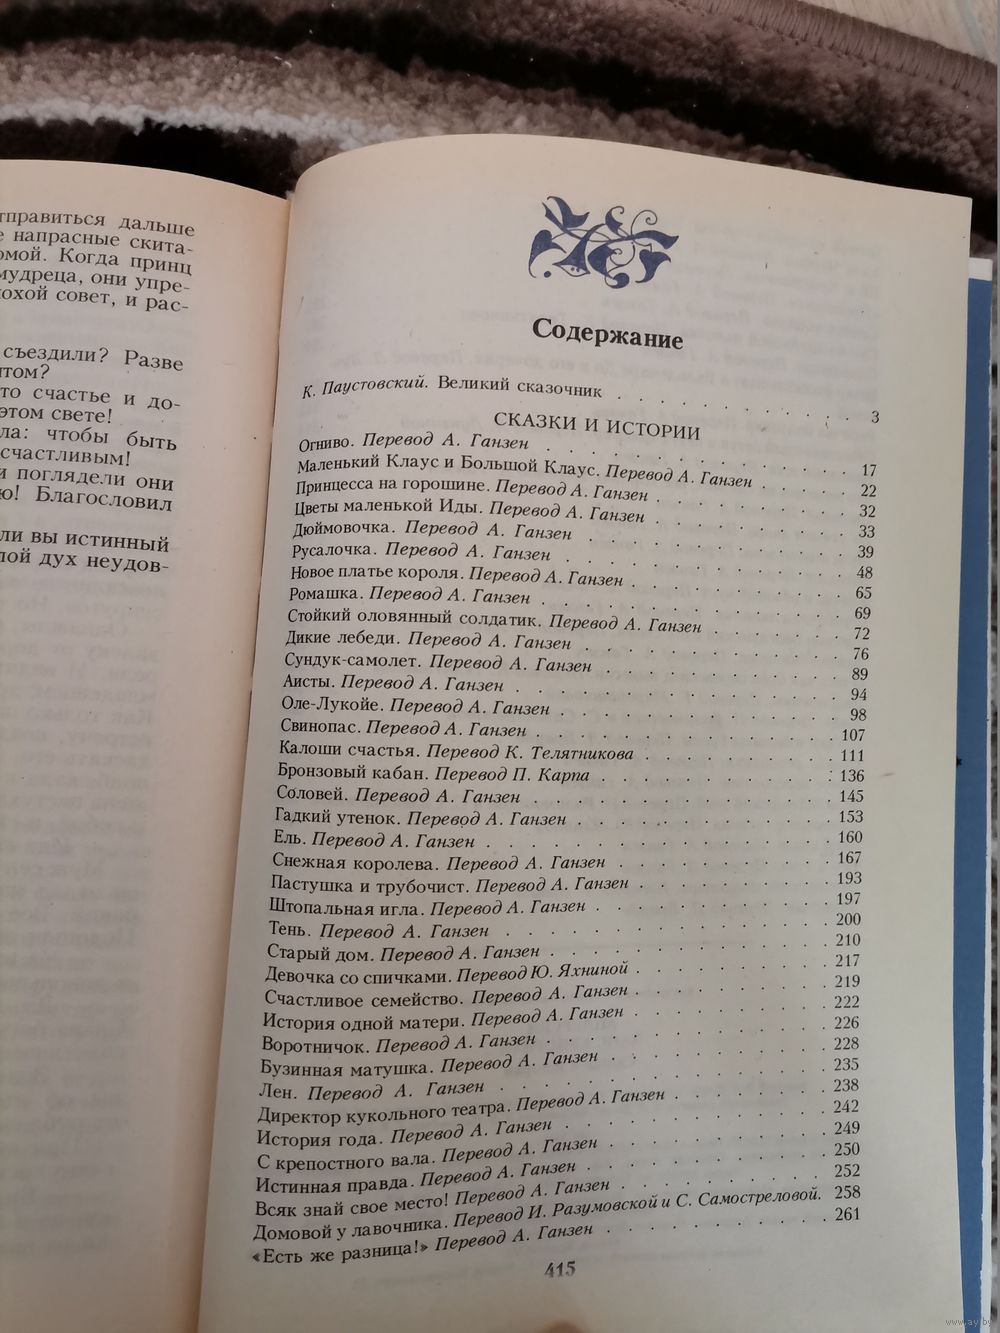 тправиться дальше
е напрасные скита-
омой. Когда принц
мудреца, они упре-
охой совет, и рас-
съездили? Разве
итом?
то счастье и до-
этом свете!
ла: чтобы быть
счастливым!
и поглядели они
ю! Благословил
ли вы истинный
лой дух неудов-
Содержание
К. Паустовский. Великий сказочник . . . . . . . . . 3
СКАЗКИ И ИСТОРИИ
Огниво. Перевод А. Ганзен . . . . . . . . . . 17
Маленький Клаус и Большой Клаус. Перевод А. Ганзен . . . . . 22
Принцесса на горошине. Перевод А. Ганзен . . . . . . . 32
Цветы маленькой Иды. Перевод А. Ганзен . . . . . . . 33
Дюймовочка. Перевод А. Ганзен . . . . . . . . . 39
Русалочка. Перевод А. Ганзен . . . . . . . . . 48
Новое платье короля. Перевод А. Ганзен . . . . . . . 65
Ромашка. Перевод А. Ганзен . . . . . . . . . . 69
Стойкий оловянный солдатик. Перевод А. Ганзен . . . . . 72
Дикие лебеди. Перевод А. Ганзен . . . . . . . . . 76
Сундук-самолет. Перевод А. Ганзен . . . . . . . . 89
Аисты. Перевод А. Ганзен . . . . . . . . . . 94
Оле-Лукойе. Перевод А. Ганзен . . . . . . . . . 98
Свинопас. Перевод А. Ганзен . . . . . . . . . . 107
Калоши счастья. Перевод К. Телятникова . . . . . . . 111
Бронзовый кабан. Перевод П. Карпа . . . . . . . . 136
Соловей. Перевод А. Ганзен . . . . . . . . . . 145
Гадкий утенок. Перевод А. Ганзен . . . . . . . . 153
Ель. Перевод А. Ганзен . . . . . . . . . . . 160
Снежная королева. Перевод А. Ганзен . . . . . . . 167
Пастушка и трубочист. Перевод А. Ганзен . . . . . . 193
Штопальная игла. Перевод А. Ганзен . . . . . . . . 197
Тень. Перевод А. Ганзен . . . . . . . . . . . 200
Старый дом. Перевод А. Ганзен . . . . . . . . . 210
Девочка со спичками. Перевод Ю. Яхниной . . . . . . 217
Счастливое семейство. Перевод А. Ганзен . . . . . . 219
История одной матери. Перевод А. Ганзен . . . . . . 222
Воротничок. Перевод А. Ганзен . . . . . . . . . 226
Бузинная матушка. Перевод А. Ганзен . . . . . . . 228
Лен. Перевод А. Ганзен . . . . . . . . . . . 235
Директор кукольного театра. Перевод А. Ганзен . . . . . 238
История года. Перевод А. Ганзен . . . . . . . . . 242
С крепостного вала. Перевод А. Ганзен . . . . . . . 249
Истинная правда. Перевод А. Ганзен . . . . . . . . 250
Всяк знай свое место! Перевод А. Ганзен . . . . . . 252
Домовой у лавочника. Перевод И. Разумовской и С. Самостреловой. 258
«Есть же разница!» Перевод А. Ганзен . . . . . . . 261
415
www.ay.by